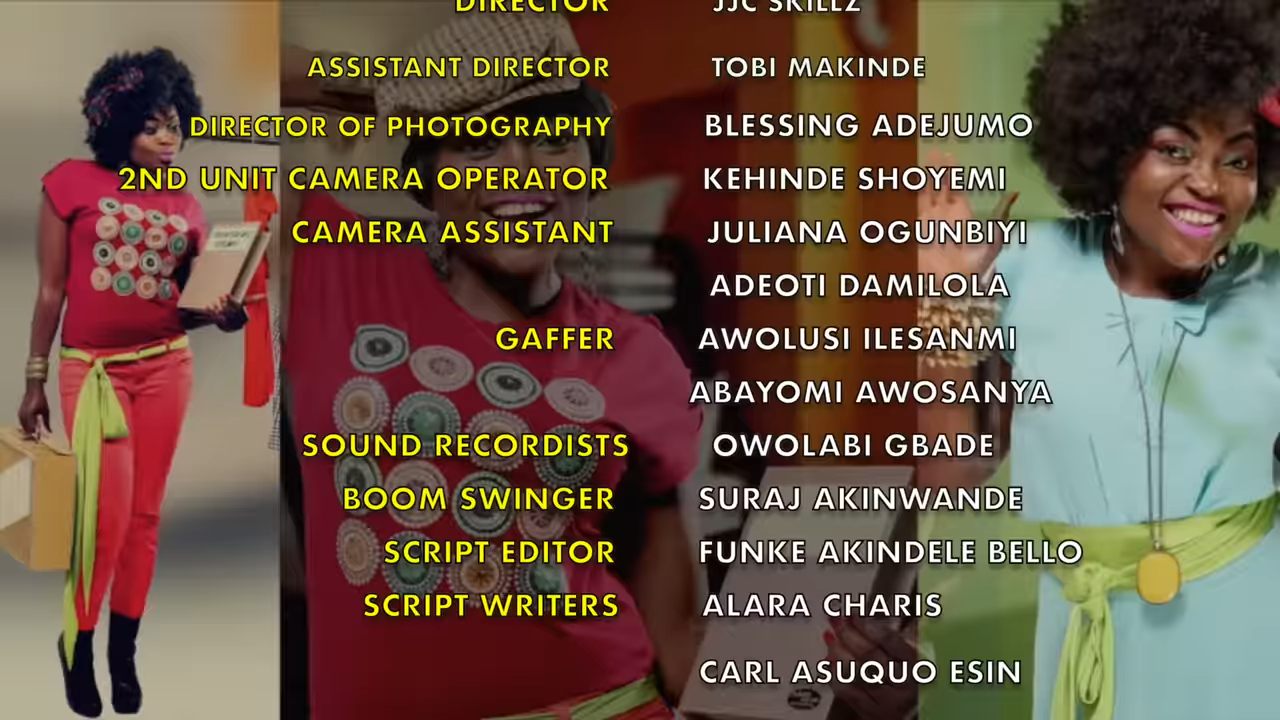 DIRECTOR JJC SKILLZ
ASSISTANT DIRECTOR TOBI MAKINDE
DIRECTOR OF PHOTOGRAPHY BLESSING ADEJUMO
2ND UNIT CAMERA OPERATOR KEHINDE SHOYEMI
CAMERA ASSISTANT JULIANA OGUNBIYI
ADEOTI DAMILOLA
GAFFER AWOLUSI ILESANMI
ABAYOMI AWOSANYA
SOUND RECORDISTS OWOLABI GBADE
BOOM SWINGER SURAJ AKINWANDE
SCRIPT EDITOR FUNKE AKINDELE BELLO
SCRIPT WRITERS ALARA CHARIS
CARL ASUQUO ESIN